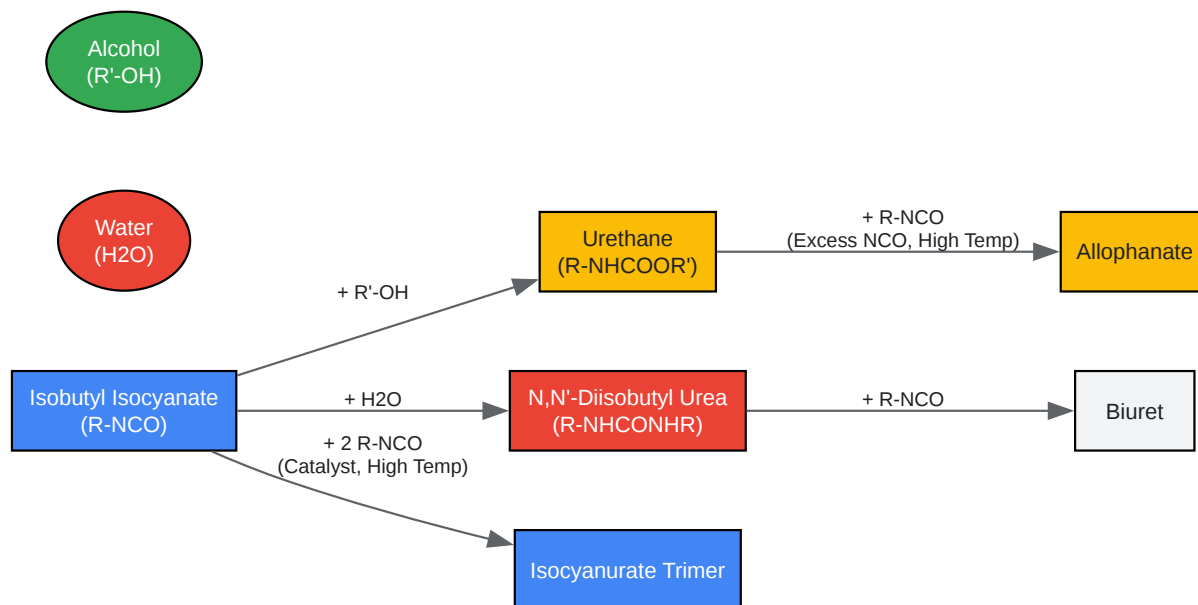 Alcohol
(R'-OH)
Water
(H2O)
Urethane
(R-NHCOOR')
+ R-NCO
(Excess NCO, High Temp)
Allophanate
+ R'-OH
Isobutyl Isocyanate
(R-NCO)
+ H2O
N,N'-Diisobutyl Urea
(R-NHCONHR)
+ R-NCO
Biuret
+ 2 R-NCO
(Catalyst, High Temp)
Isocyanurate Trimer